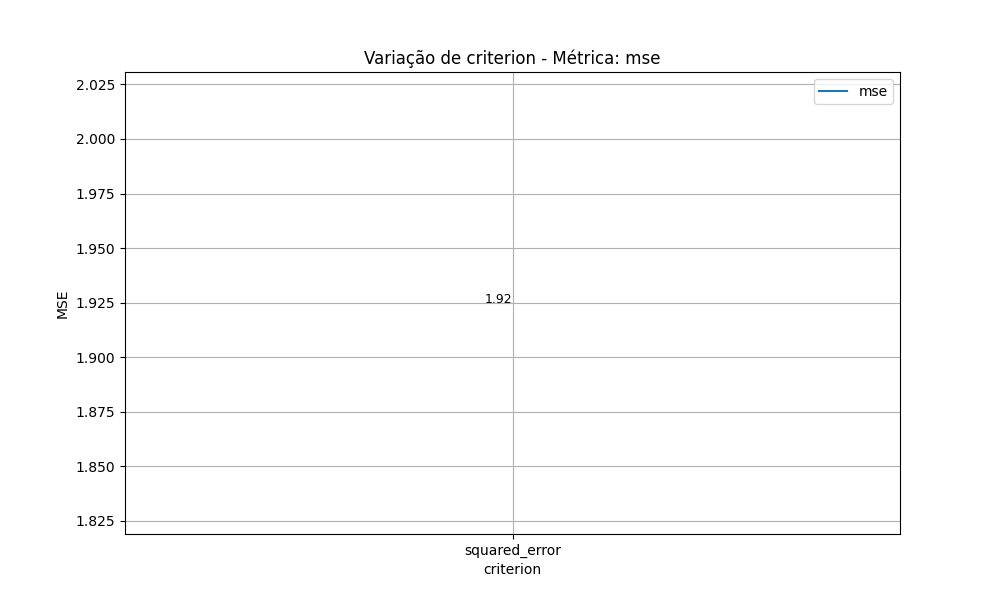 Variação de criterion - Métrica: mse
mse
2.025
2.000
1.975
1.950
1.925
1.900
1.875
1.850
1.825
MSE
1.92
squared_error
criterion